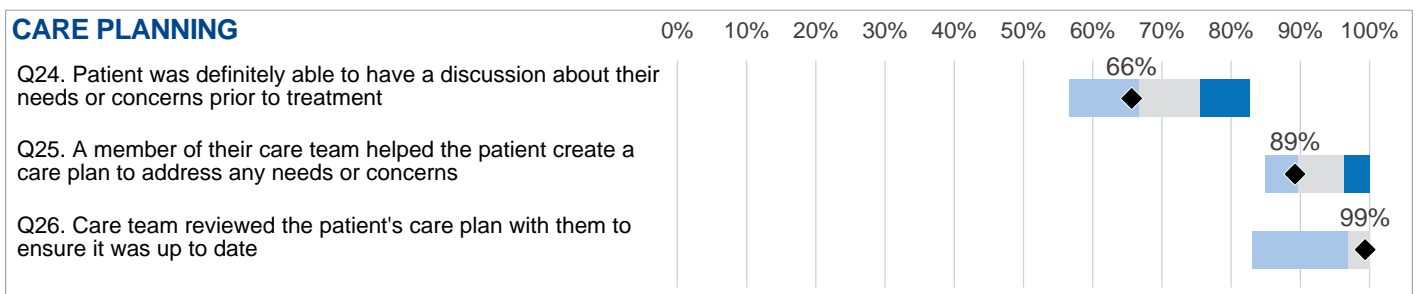 CARE PLANNING
0% 10% 20% 30% 40% 50% 60% 70% 80% 90% 100%
Q24. Patient was definitely able to have a discussion about their
needs or concerns prior to treatment
66%
Q25. A member of their care team helped the patient create a
care plan to address any needs or concerns
89%
Q26. Care team reviewed the patient's care plan with them to
ensure it was up to date
99%